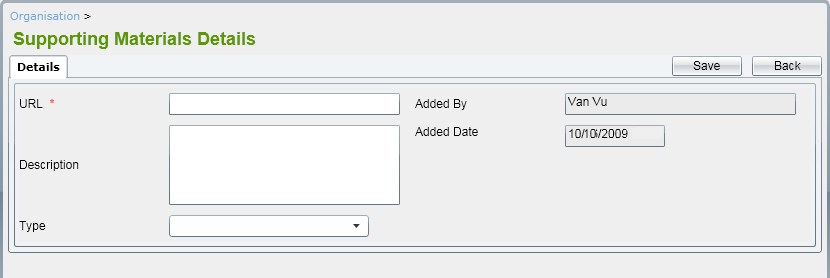 Organisation >
Supporting Materials Details
Details
Save
Back
URL *
Added By
Van Vu
Added Date
10/10/2009
Description
Type